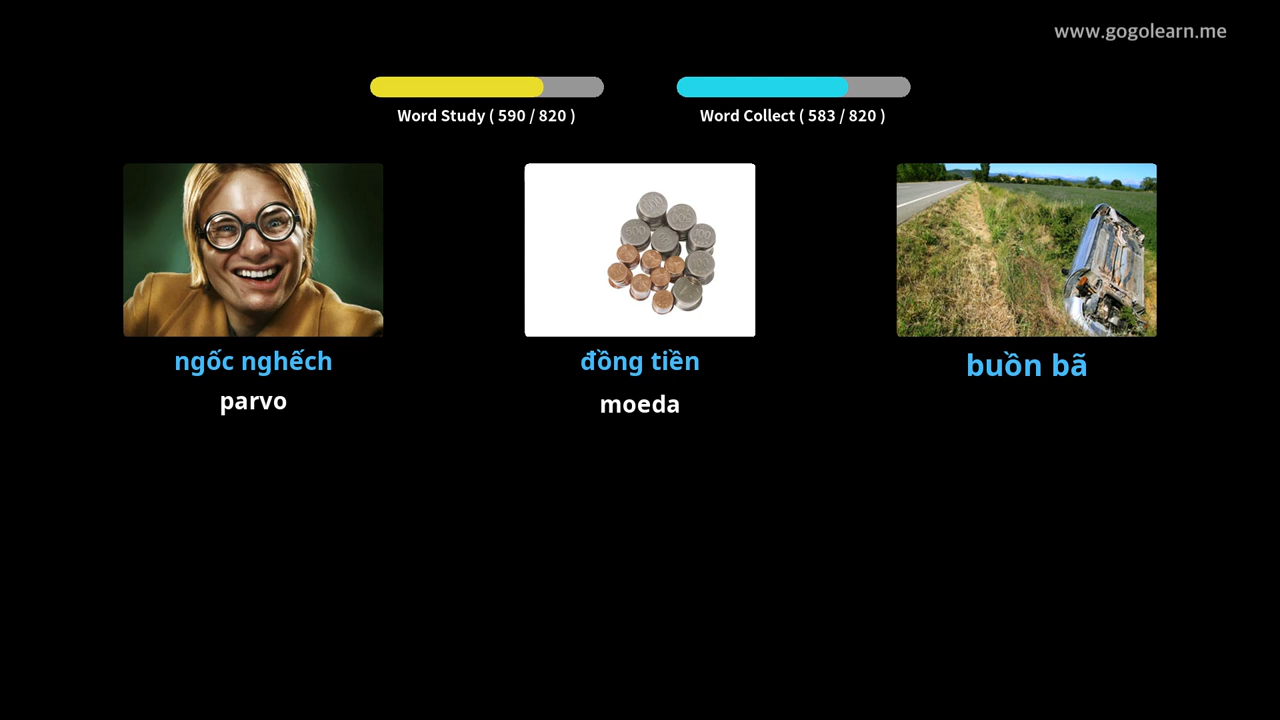 www.gogolearn.me
Word Study ( 590 / 820 )
Word Collect ( 583 / 820 )
ngốc nghếch
đồng tiền
buồn bã
parvo
moeda